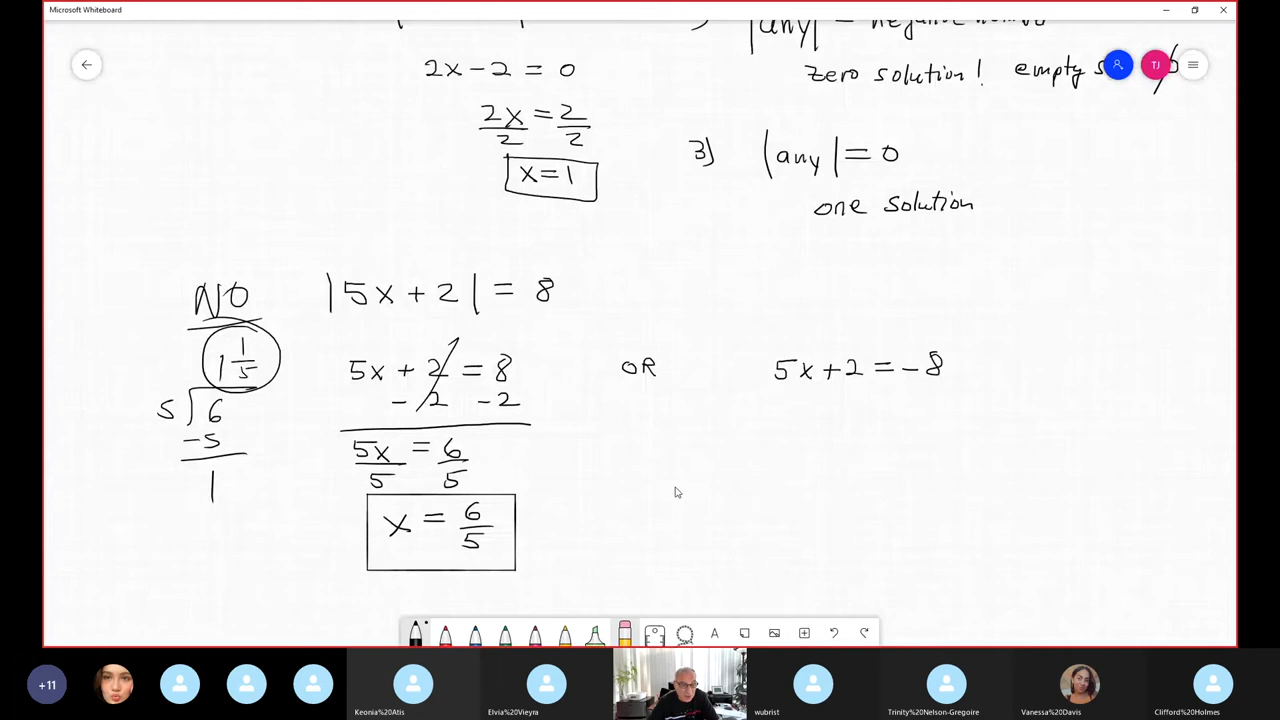 Microsoft Whiteboard
|any| = negative
zero solution! empty
TJ
2x - 2 = 0
2x/2 = 2/2
x = 1
3) |any| = 0
one solution
NO
|5x + 2| = 8
1 1/5
5 ) 6
-5
1
5x + 2 = 8
- 2 - 2
5x/5 = 6/5
x = 6/5
OR
5x + 2 = -8
A
+11
Keonia%20Atis
Elvia%20Vieyra
wubrist
Trinity%20Nelson-Gregoire
Vanessa%20Davis
Clifford%20Holmes